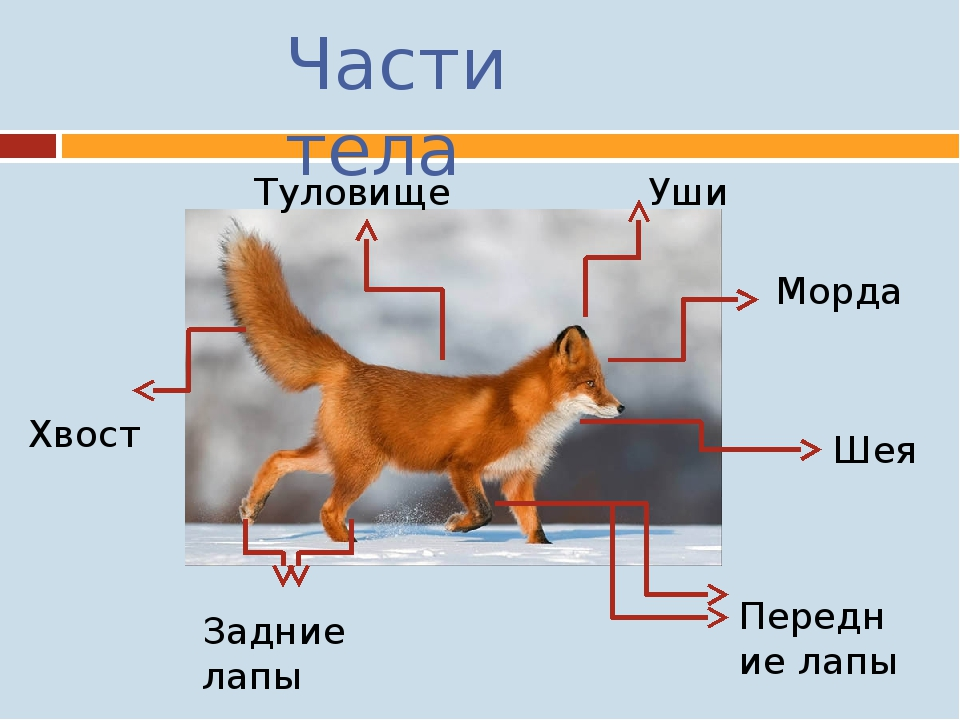 Части
тела
Туловище
Уши
Морда
Хвост
Шея
Задние
лапы
Передн
ие лапы